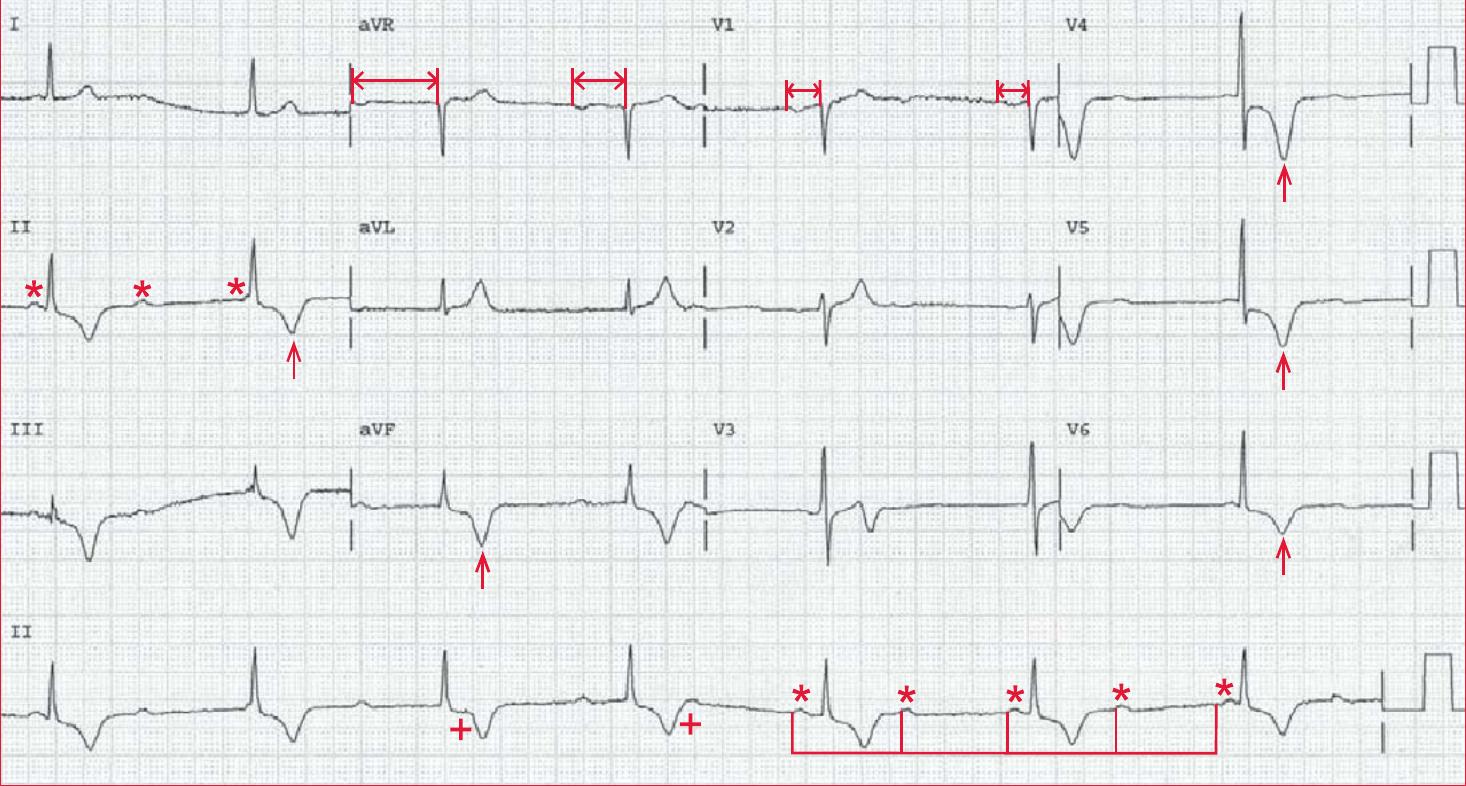 I aVR V1 V4
* * *
II aVL V2 V5
III aVF V3 V6
II
* * * * *
+ +